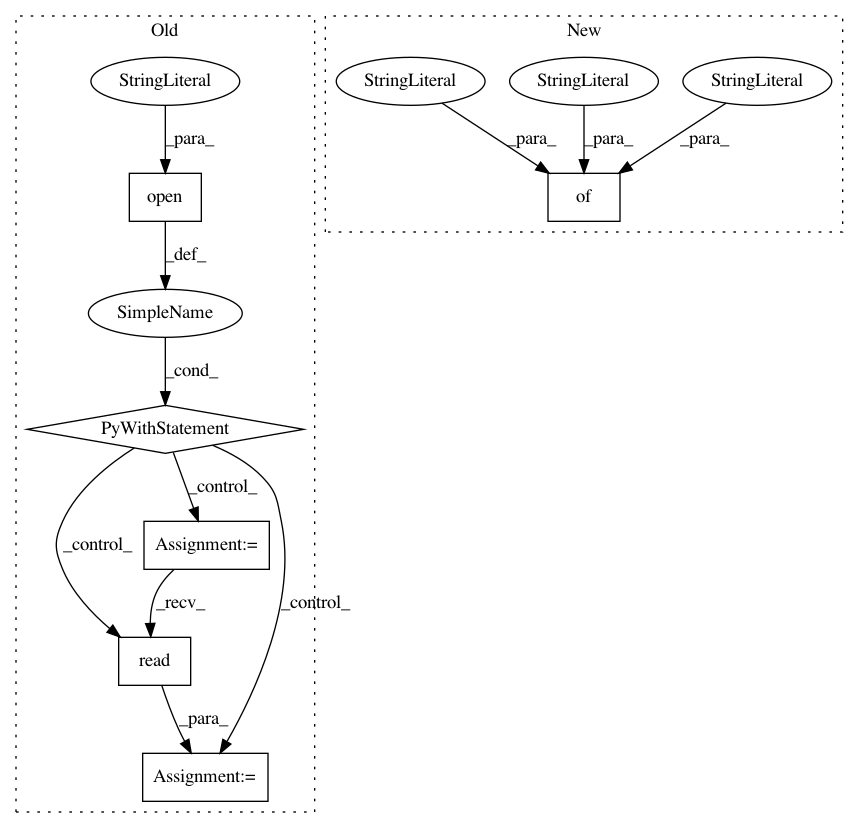 Old
New
StringLiteral
StringLiteral
StringLiteral
StringLiteral
_para_
_para_
_para_
_para_
open
of
_def_
SimpleName
_cond_
PyWithStatement
_control_
_control_
Assignment:=
_recv_
_control_
read
_para_
Assignment:=